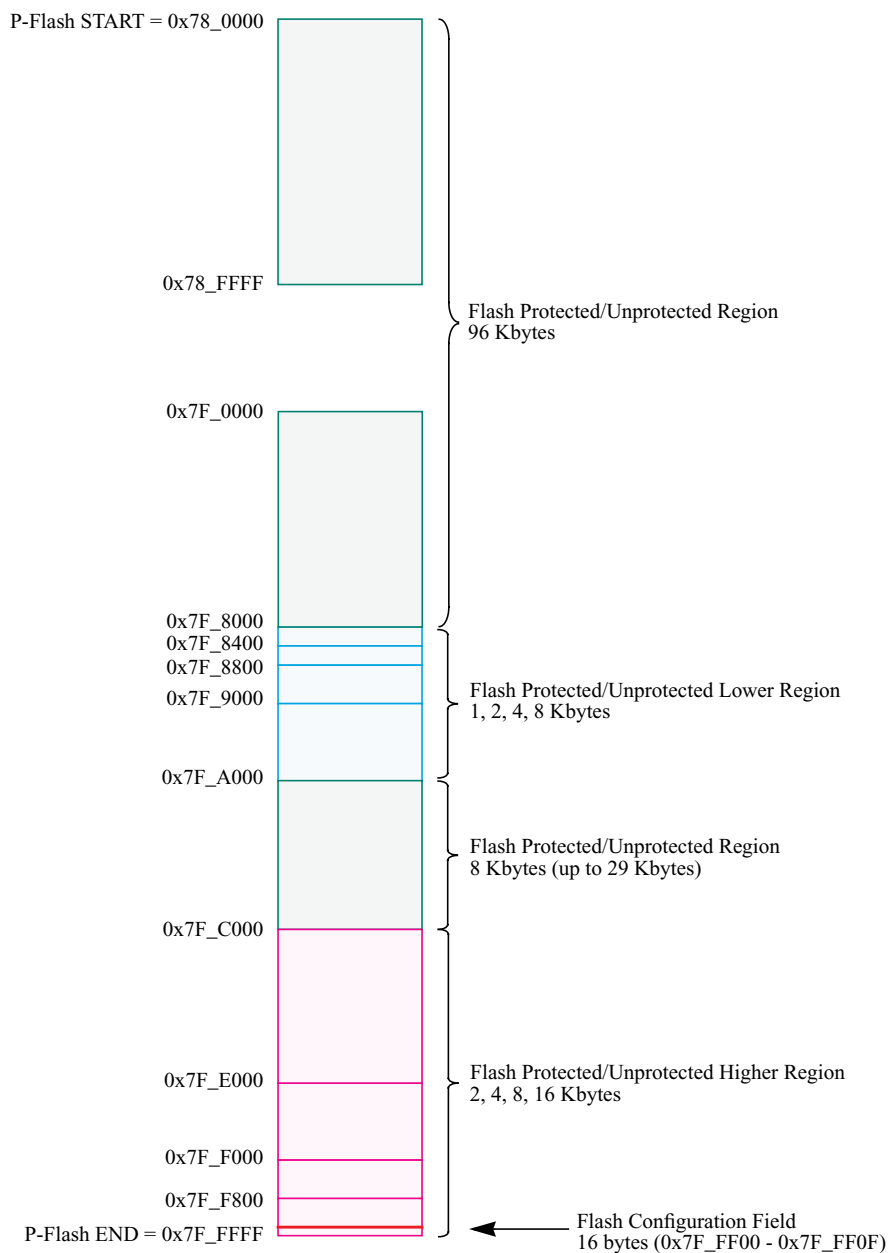 P-Flash START = 0x78_0000
0x78_FFFF
Flash Protected/Unprotected Region
96 Kbytes
0x7F_0000
0x7F_8000
0x7F_8400
0x7F_8800
0x7F_9000
Flash Protected/Unprotected Lower Region
1, 2, 4, 8 Kbytes
0x7F_A000
Flash Protected/Unprotected Region
8 Kbytes (up to 29 Kbytes)
0x7F_C000
Flash Protected/Unprotected Higher Region
2, 4, 8, 16 Kbytes
0x7F_E000
0x7F_F000
0x7F_F800
P-Flash END = 0x7F_FFFF
Flash Configuration Field
16 bytes (0x7F_FF00 - 0x7F_FF0F)